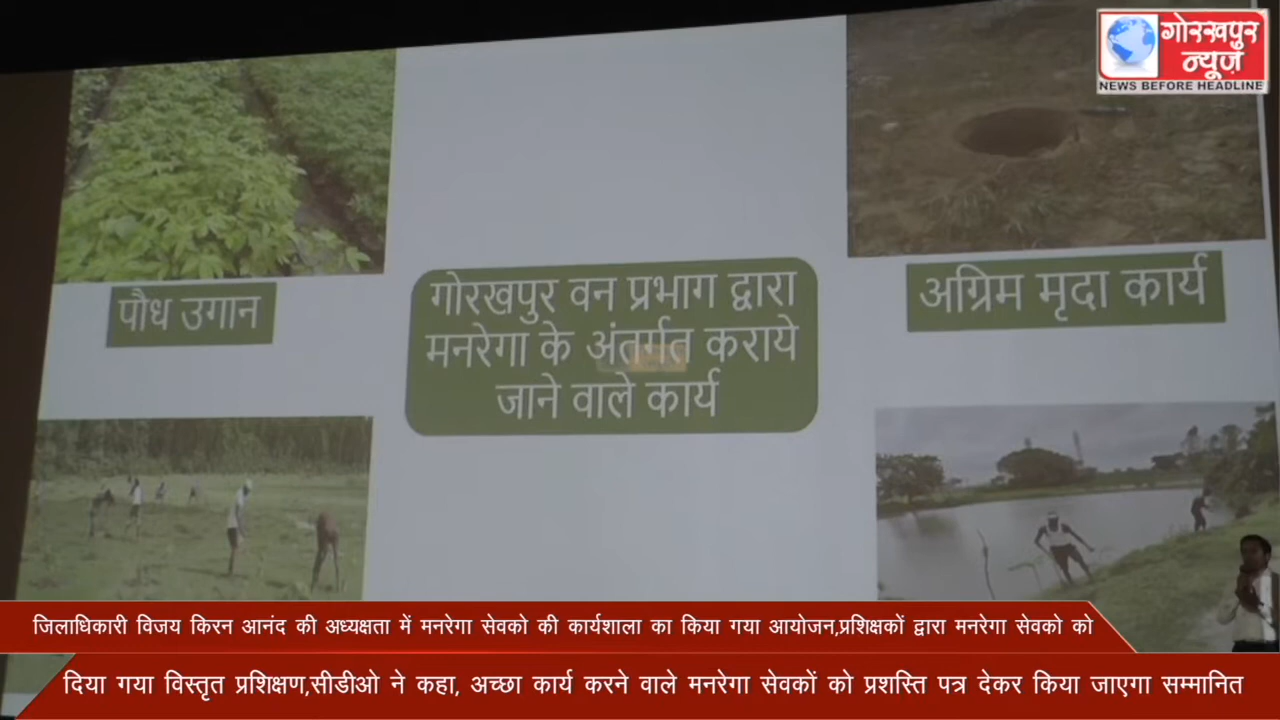 गोरखपुर
न्यूज़
NEWS BEFORE HEADLINE
पौध उगान
गोरखपुर वन प्रभाग द्वारा
मनरेगा के अंतर्गत कराये
जाने वाले कार्य
अग्रिम मृदा कार्य
जिलाधिकारी विजय किरन आनंद की अध्यक्षता में मनरेगा सेवको की कार्यशाला का किया गया आयोजन,प्रशिक्षकों द्वारा मनरेगा सेवको को
दिया गया विस्तृत प्रशिक्षण,सीडीओ ने कहा, अच्छा कार्य करने वाले मनरेगा सेवकों को प्रशस्ति पत्र देकर किया जाएगा सम्मानित